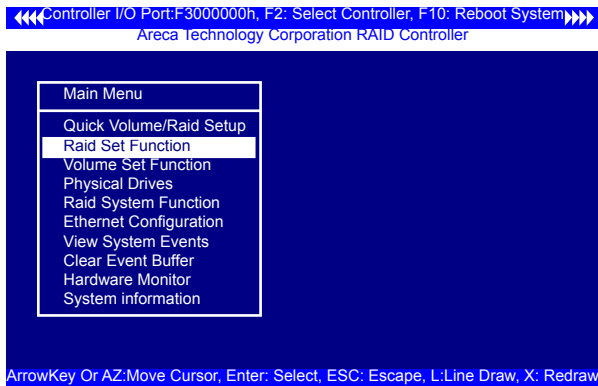 Controller I/O Port:F3000000h, F2: Select Controller, F10: Reboot System
Areca Technology Corporation RAID Controller
Main Menu
Quick Volume/Raid Setup
Raid Set Function
Volume Set Function
Physical Drives
Raid System Function
Ethernet Configuration
View System Events
Clear Event Buffer
Hardware Monitor
System information
ArrowKey Or AZ:Move Cursor, Enter: Select, ESC: Escape, L:Line Draw, X: Redraw